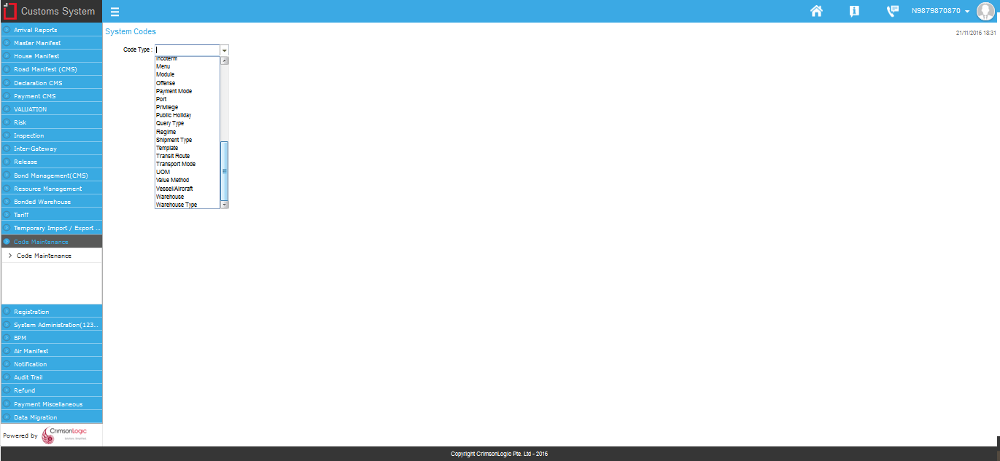 Customs System
N9879870870
Arrival Reports
Master Manifest
House Manifest
Road Manifest (CMS)
Declaration CMS
Payment CMS
VALUATION
Risk
Inspection
Inter-Gateway
Release
Bond Management(CMS)
Resource Management
Bonded Warehouse
Tariff
Temporary Import / Export ...
Code Maintenance
Code Maintenance
Registration
System Administration(123...
BPM
Air Manifest
Notification
Audit Trail
Refund
Payment Miscellaneous
Data Migration
Powered by CrimsonLogic
System Codes
21/11/2016 18:31
Code Type :
Incoterm
Menu
Module
Offense
Payment Mode
Port
Privilege
Public Holiday
Query Type
Regime
Shipment Type
Template
Transit Route
Transport Mode
UOM
Value Method
Vessel/Aircraft
Warehouse
Warehouse Type
Copyright CrimsonLogic Pte. Ltd - 2016